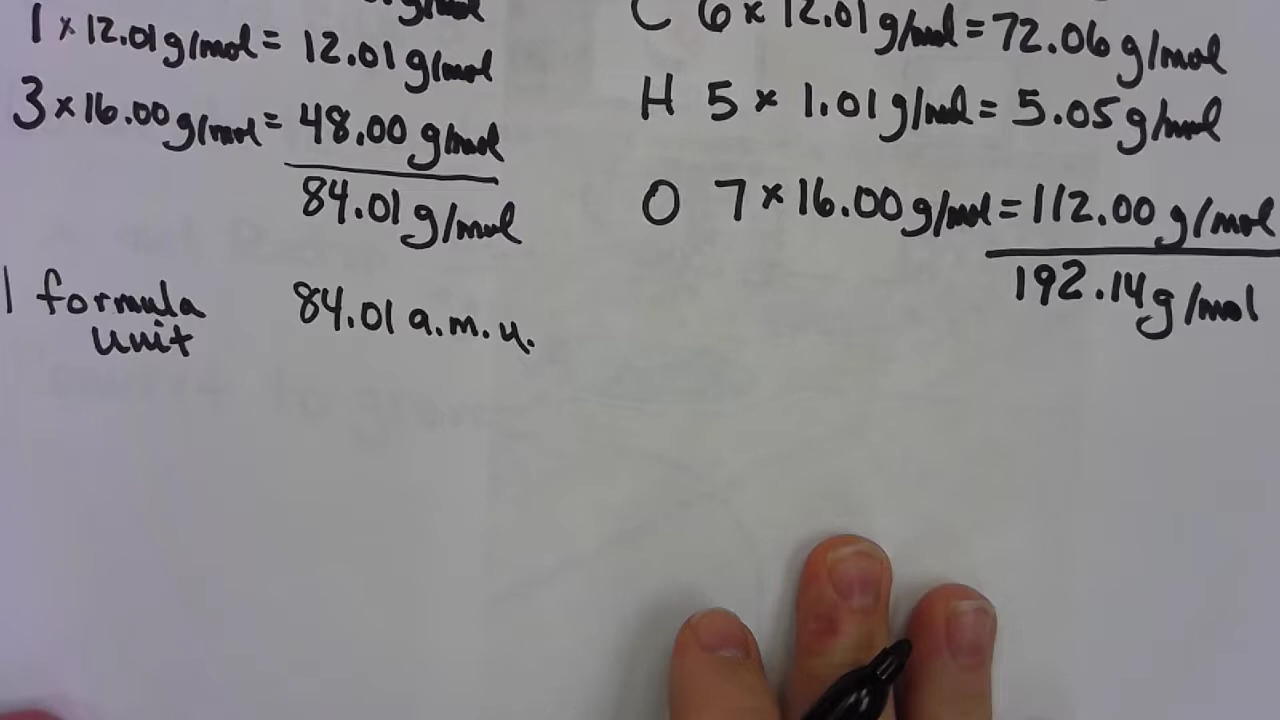 g/mol
1 × 12.01 g/mol = 12.01 g/mol
3 × 16.00 g/mol = 48.00 g/mol
84.01 g/mol
1 formula
unit
84.01 a.m.u.
C 6 × 12.01 g/mol = 72.06 g/mol
H 5 × 1.01 g/mol = 5.05 g/mol
O 7 × 16.00 g/mol = 112.00 g/mol
192.14 g/mol